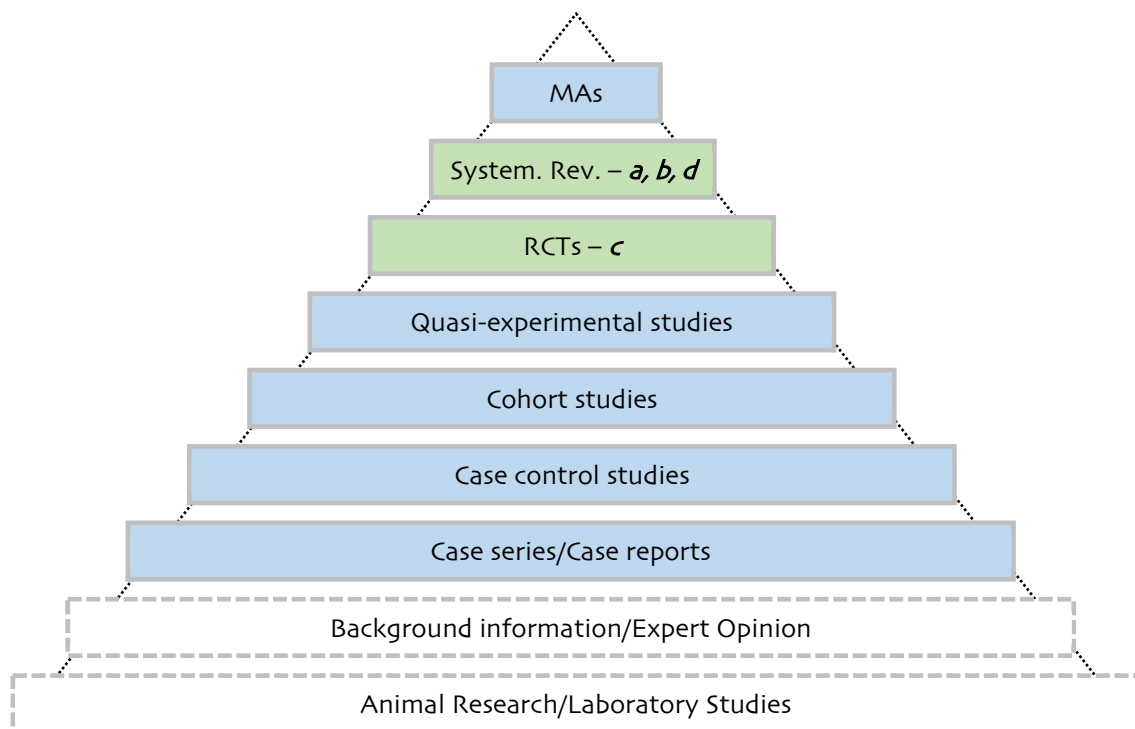 MAs
System. Rev. – a, b, d
RCTs – c
Quasi-experimental studies
Cohort studies
Case control studies
Case series/Case reports
Background information/Expert Opinion
Animal Research/Laboratory Studies